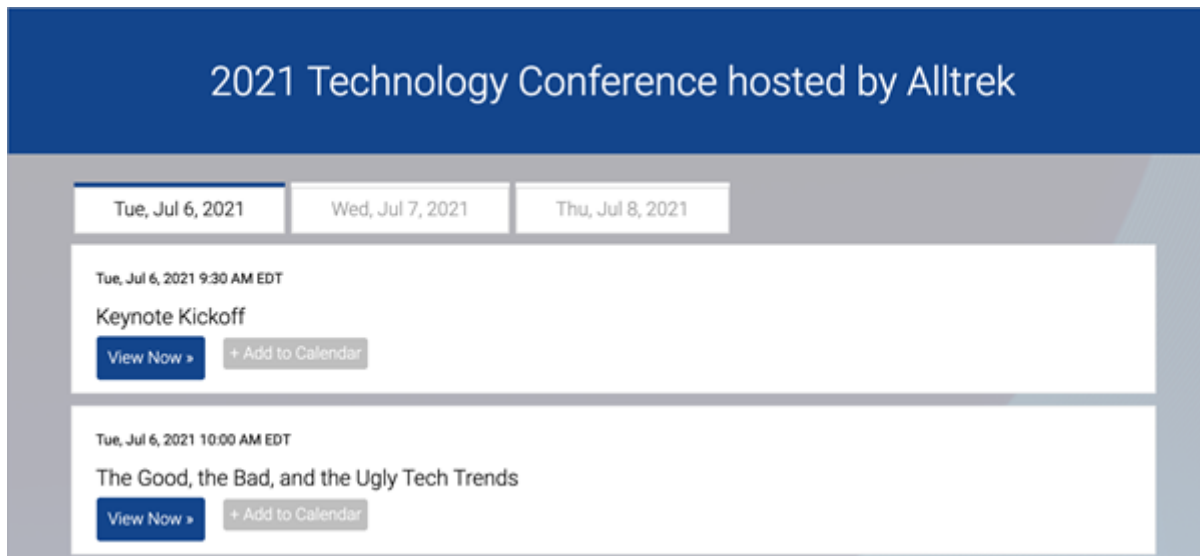 2021 Technology Conference hosted by Alltrek
Tue, Jul 6, 2021 Wed, Jul 7, 2021 Thu, Jul 8, 2021
Tue, Jul 6, 2021 9:30 AM EDT
Keynote Kickoff
View Now » + Add to Calendar
Tue, Jul 6, 2021 10:00 AM EDT
The Good, the Bad, and the Ugly Tech Trends
View Now » + Add to Calendar